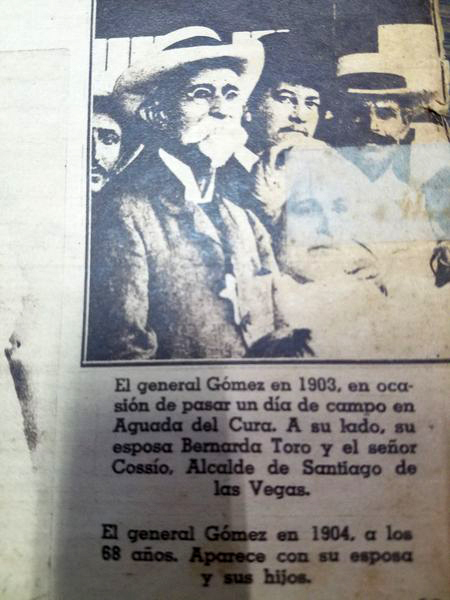 El general Gómez en 1903, en oca-
sión de pasar un día de campo en
Aguada del Cura. A su lado, su
esposa Bernarda Toro y el señor
Cossío, Alcalde de Santiago de
las Vegas.
El general Gómez en 1904, a los
68 años. Aparece con su esposa
y sus hijos.